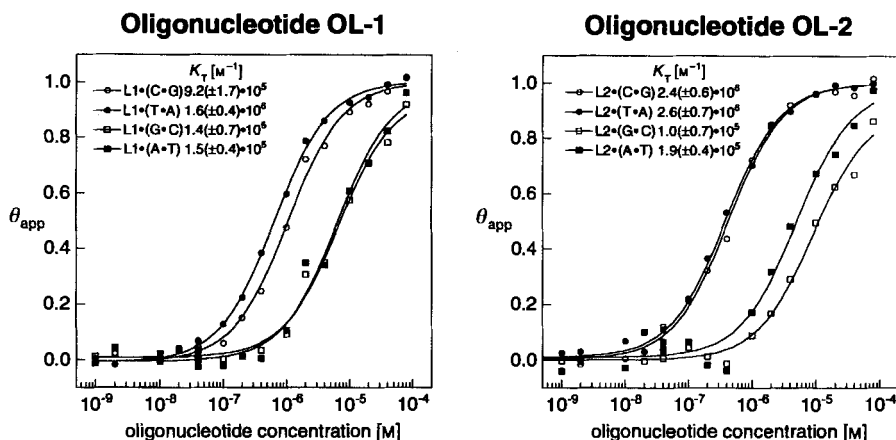 Oligonucleotide OL-1
K_T [M⁻¹]
L1•(C•G) 9.2(±1.7)•10⁵
L1•(T•A) 1.6(±0.4)•10⁶
L1•(G•C) 1.4(±0.7)•10⁵
L1•(A•T) 1.5(±0.4)•10⁵
θapp
1.0
0.8
0.6
0.4
0.2
0.0
10⁻⁹ 10⁻⁸ 10⁻⁷ 10⁻⁶ 10⁻⁵ 10⁻⁴
oligonucleotide concentration [M]
Oligonucleotide OL-2
K_T [M⁻¹]
L2•(C•G) 2.4(±0.6)•10⁶
L2•(T•A) 2.6(±0.7)•10⁶
L2•(G•C) 1.0(±0.7)•10⁵
L2•(A•T) 1.9(±0.4)•10⁵
θapp
1.0
0.8
0.6
0.4
0.2
0.0
10⁻⁹ 10⁻⁸ 10⁻⁷ 10⁻⁶ 10⁻⁵ 10⁻⁴
oligonucleotide concentration [M]